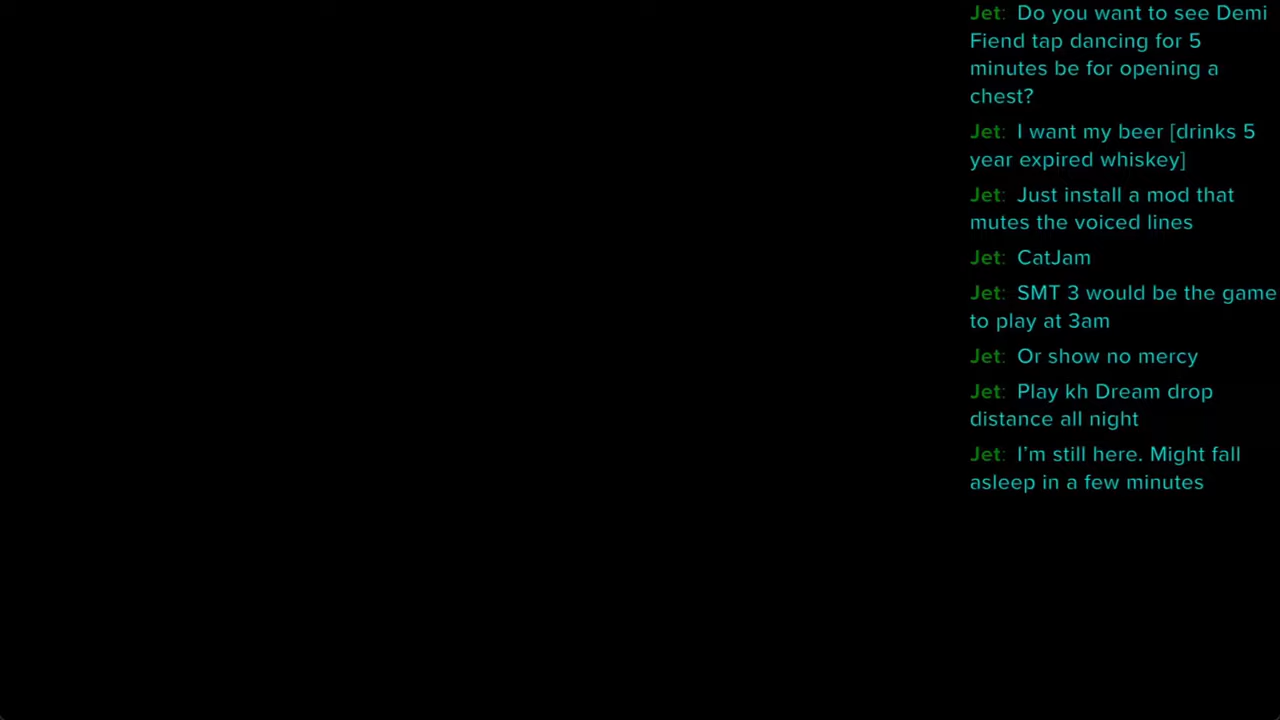 Jet: Do you want to see Demi
Fiend tap dancing for 5
minutes be for opening a
chest?
Jet: I want my beer [drinks 5
year expired whiskey]
Jet: Just install a mod that
mutes the voiced lines
Jet: CatJam
Jet: SMT 3 would be the game
to play at 3am
Jet: Or show no mercy
Jet: Play kh Dream drop
distance all night
Jet: I’m still here. Might fall
asleep in a few minutes